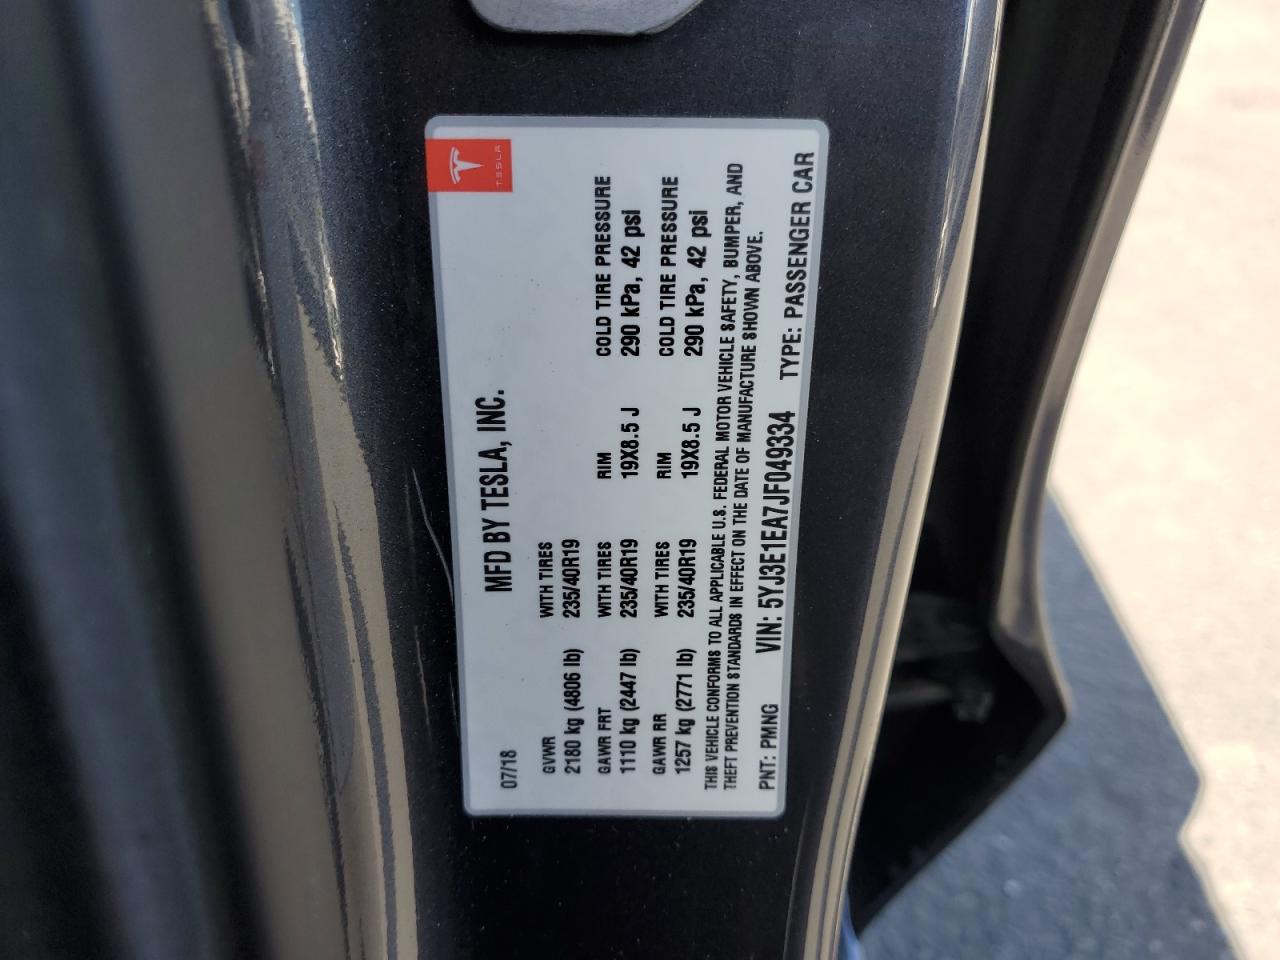 TESLA
MFD BY TESLA, INC.
07/18
GVWR WITH TIRES
2180 kg (4806 lb) 235/40R19
GAWR FRT WITH TIRES RIM COLD TIRE PRESSURE
1110 kg (2447 lb) 235/40R19 19X8.5 J 290 kPa, 42 psi
GAWR RR WITH TIRES RIM COLD TIRE PRESSURE
1257 kg (2771 lb) 235/40R19 19X8.5 J 290 kPa, 42 psi
THIS VEHICLE CONFORMS TO ALL APPLICABLE U.S. FEDERAL MOTOR VEHICLE SAFETY, BUMPER, AND
THEFT PREVENTION STANDARDS IN EFFECT ON THE DATE OF MANUFACTURE SHOWN ABOVE.
PNT: PMNG VIN: 5YJ3E1EA7JF049334 TYPE: PASSENGER CAR